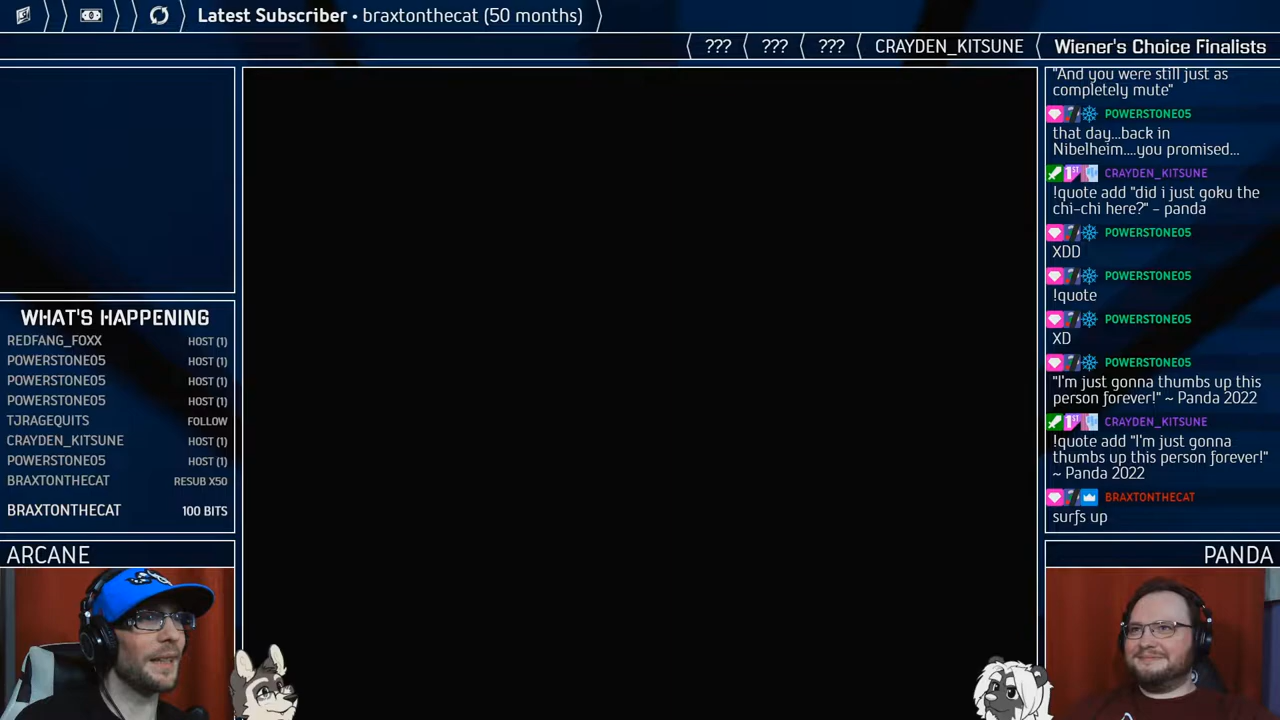 Latest Subscriber • braxtonthecat (50 months)
??? ??? ??? CRAYDEN_KITSUNE Wiener's Choice Finalists
WHAT'S HAPPENING
REDFANG_FOXX HOST (1)
POWERSTONE05 HOST (1)
POWERSTONE05 HOST (1)
POWERSTONE05 HOST (1)
TJRAGEQUITS FOLLOW
CRAYDEN_KITSUNE HOST (1)
POWERSTONE05 HOST (1)
BRAXTONTHECAT RESUB X50
BRAXTONTHECAT 100 BITS
ARCANE
"And you were still just as
completely mute"
POWERSTONE05
that day...back in
Nibelheim....you promised...
1ST CRAYDEN_KITSUNE
!quote add "did i just goku the
chi-chi here?" - panda
POWERSTONE05
XDD
POWERSTONE05
!quote
POWERSTONE05
XD
POWERSTONE05
"I'm just gonna thumbs up this
person forever!" ~ Panda 2022
1ST CRAYDEN_KITSUNE
!quote add "I'm just gonna
thumbs up this person forever!"
~ Panda 2022
BRAXTONTHECAT
surfs up
PANDA